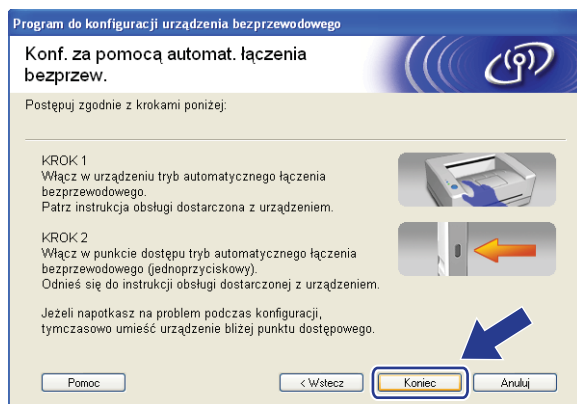 Program do konfiguracji urządzenia bezprzewodowego
Konf. za pomocą automat. łączenia
bezprzew.
Postępuj zgodnie z krokami poniżej:
KROK 1
Włącz w urządzeniu tryb automatycznego łączenia
bezprzewodowego.
Patrz instrukcja obsługi dostarczona z urządzeniem.
KROK 2
Włącz w punkcie dostępu tryb automatycznego łączenia
bezprzewodowego (jednoprzyciskowy).
Odnieś się do instrukcji obsługi dostarczonej z urządzeniem.
Jeżeli napotkasz na problem podczas konfiguracji,
tymczasowo umieść urządzenie bliżej punktu dostępowego.
Pomoc
< Wstecz
Koniec
Anuluj